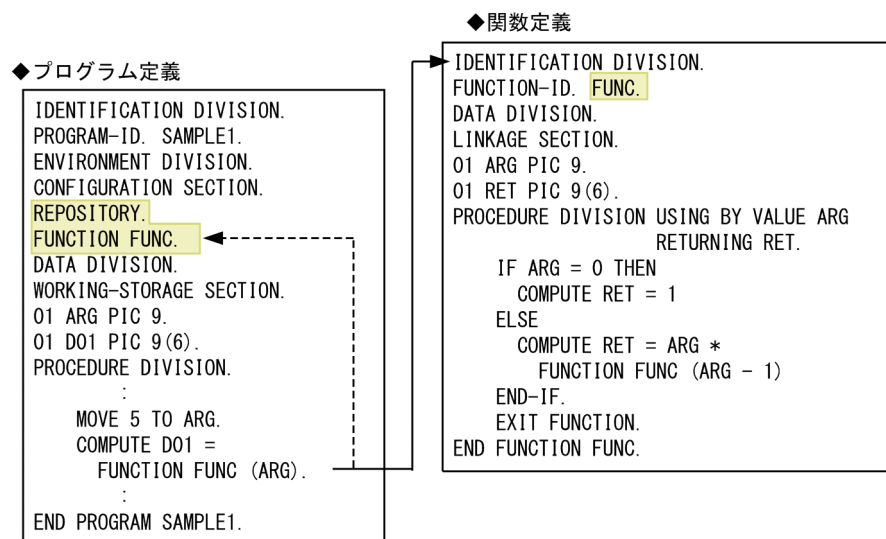 ◆プログラム定義
IDENTIFICATION DIVISION.
PROGRAM-ID. SAMPLE1.
ENVIRONMENT DIVISION.
CONFIGURATION SECTION.
REPOSITORY.
FUNCTION FUNC.
DATA DIVISION.
WORKING-STORAGE SECTION.
01 ARG PIC 9.
01 DO1 PIC 9(6).
PROCEDURE DIVISION.
:
MOVE 5 TO ARG.
COMPUTE DO1 =
FUNCTION FUNC (ARG).
:
END PROGRAM SAMPLE1.
◆関数定義
IDENTIFICATION DIVISION.
FUNCTION-ID. FUNC.
DATA DIVISION.
LINKAGE SECTION.
01 ARG PIC 9.
01 RET PIC 9(6).
PROCEDURE DIVISION USING BY VALUE ARG
RETURNING RET.
IF ARG = 0 THEN
COMPUTE RET = 1
ELSE
COMPUTE RET = ARG *
FUNCTION FUNC (ARG - 1)
END-IF.
EXIT FUNCTION.
END FUNCTION FUNC.